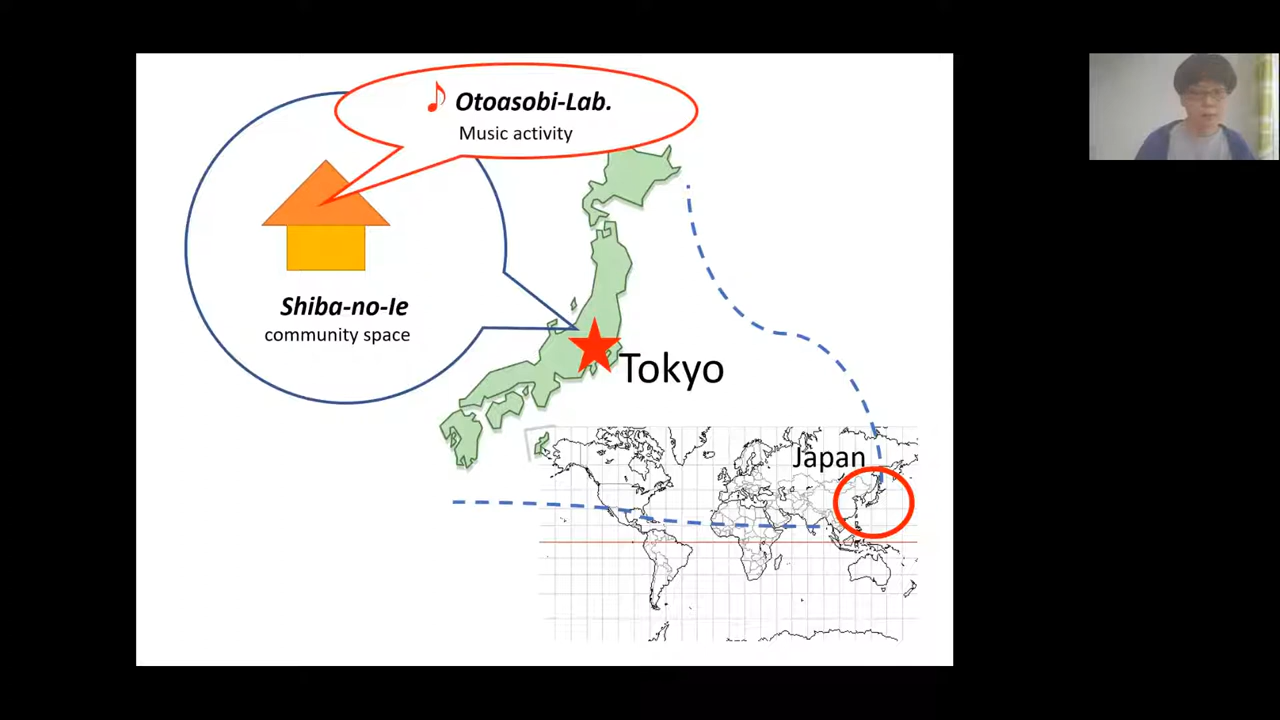 Otoasobi-Lab.
Music activity
Shiba-no-Ie
community space
Tokyo
Japan